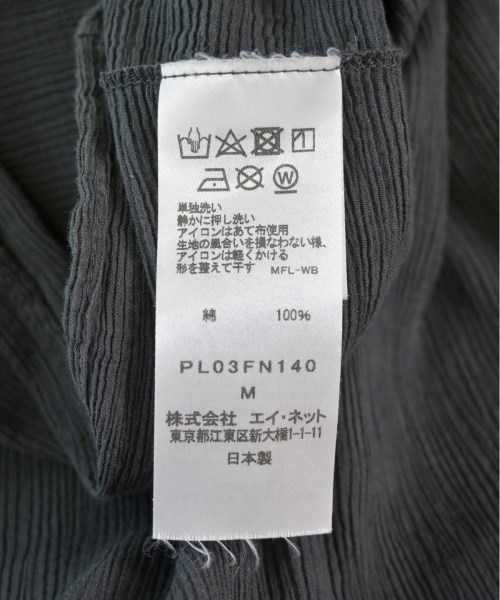 W
単独洗い
静かに押し洗い
アイロンはあて布使用
生地の風合いを損なわない様、
アイロンは軽くかける
形を整えて干す MFL-WB
綿 100%
PL03FN140
M
株式会社 エイ・ネット
東京都江東区新大橋1-1-11
日本製